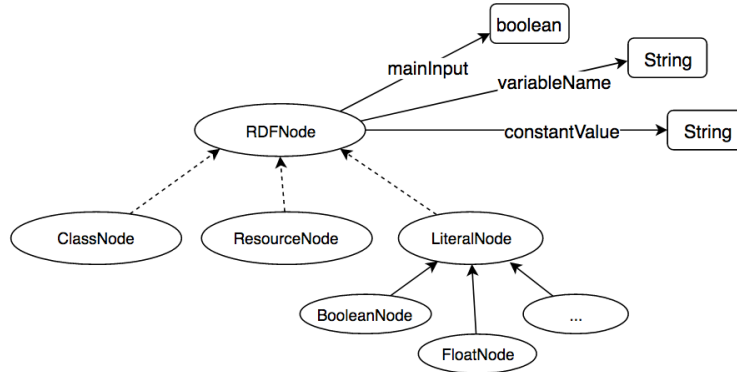 boolean
mainInput
String
variableName
RDFNode
constantValue
String
ClassNode
ResourceNode
LiteralNode
BooleanNode
...
FloatNode